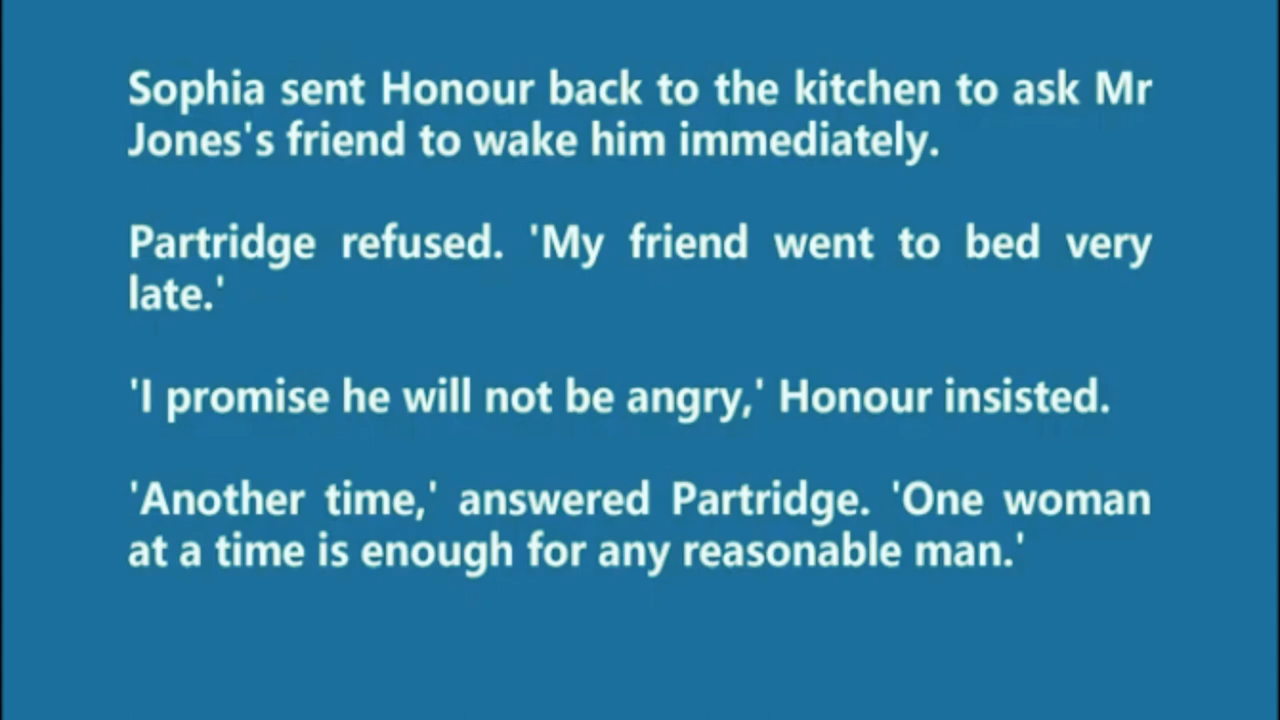 Sophia sent Honour back to the kitchen to ask Mr
Jones's friend to wake him immediately.
Partridge refused. 'My friend went to bed very
late.'
'I promise he will not be angry,' Honour insisted.
'Another time,' answered Partridge. 'One woman
at a time is enough for any reasonable man.'